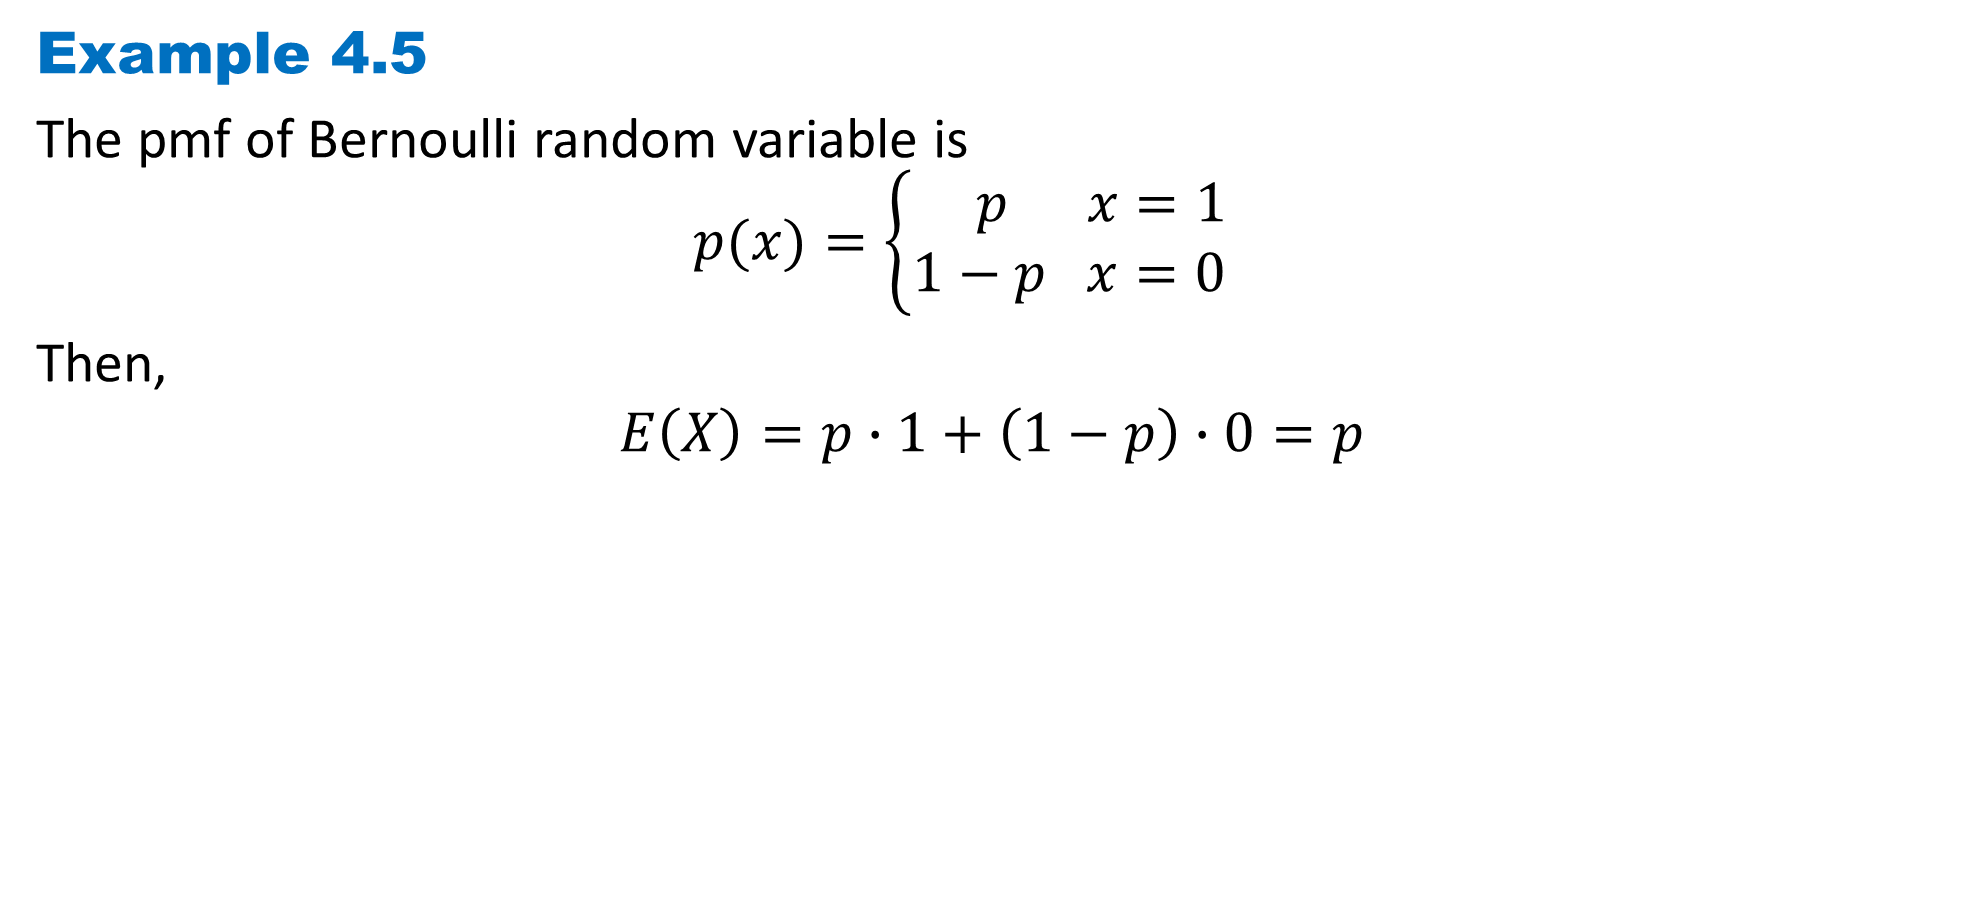 Example 4.5
The pmf of Bernoulli random variable is
p(x) = { p   x = 1
1 − p   x = 0
Then,
E(X) = p · 1 + (1 − p) · 0 = p